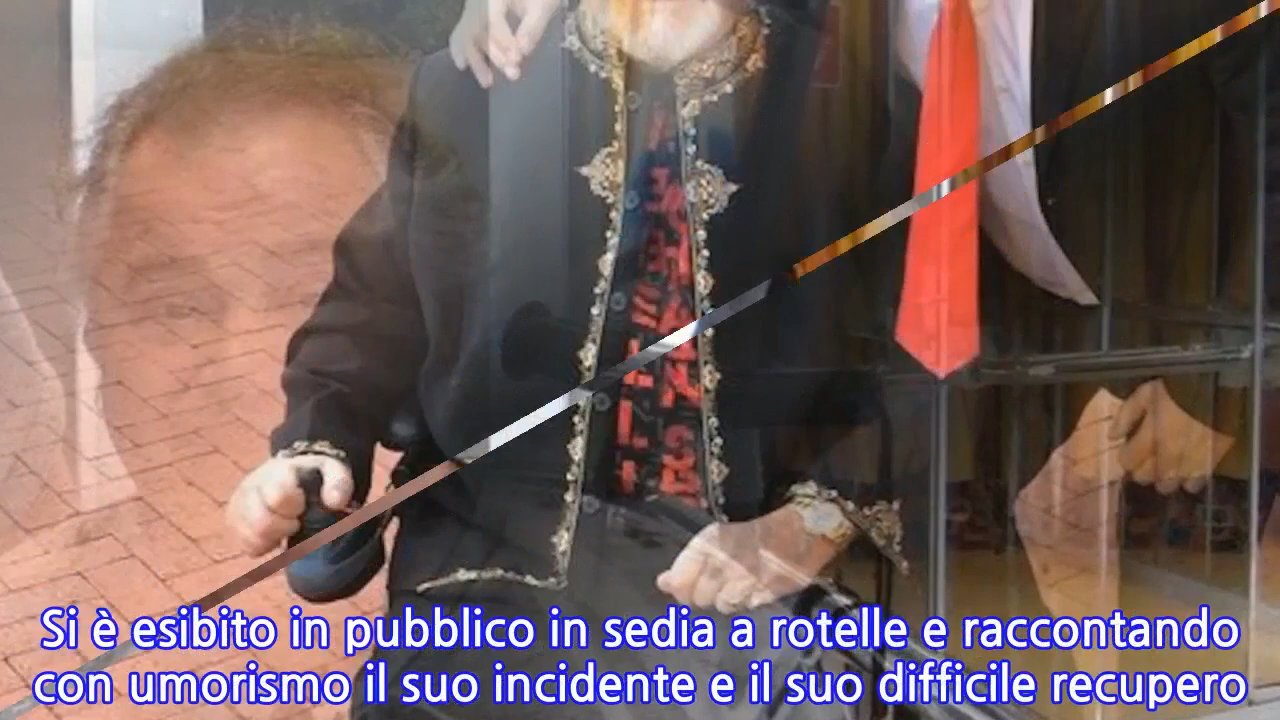 Si è esibito in pubblico in sedia a rotelle e raccontando
con umorismo il suo incidente e il suo difficile recupero